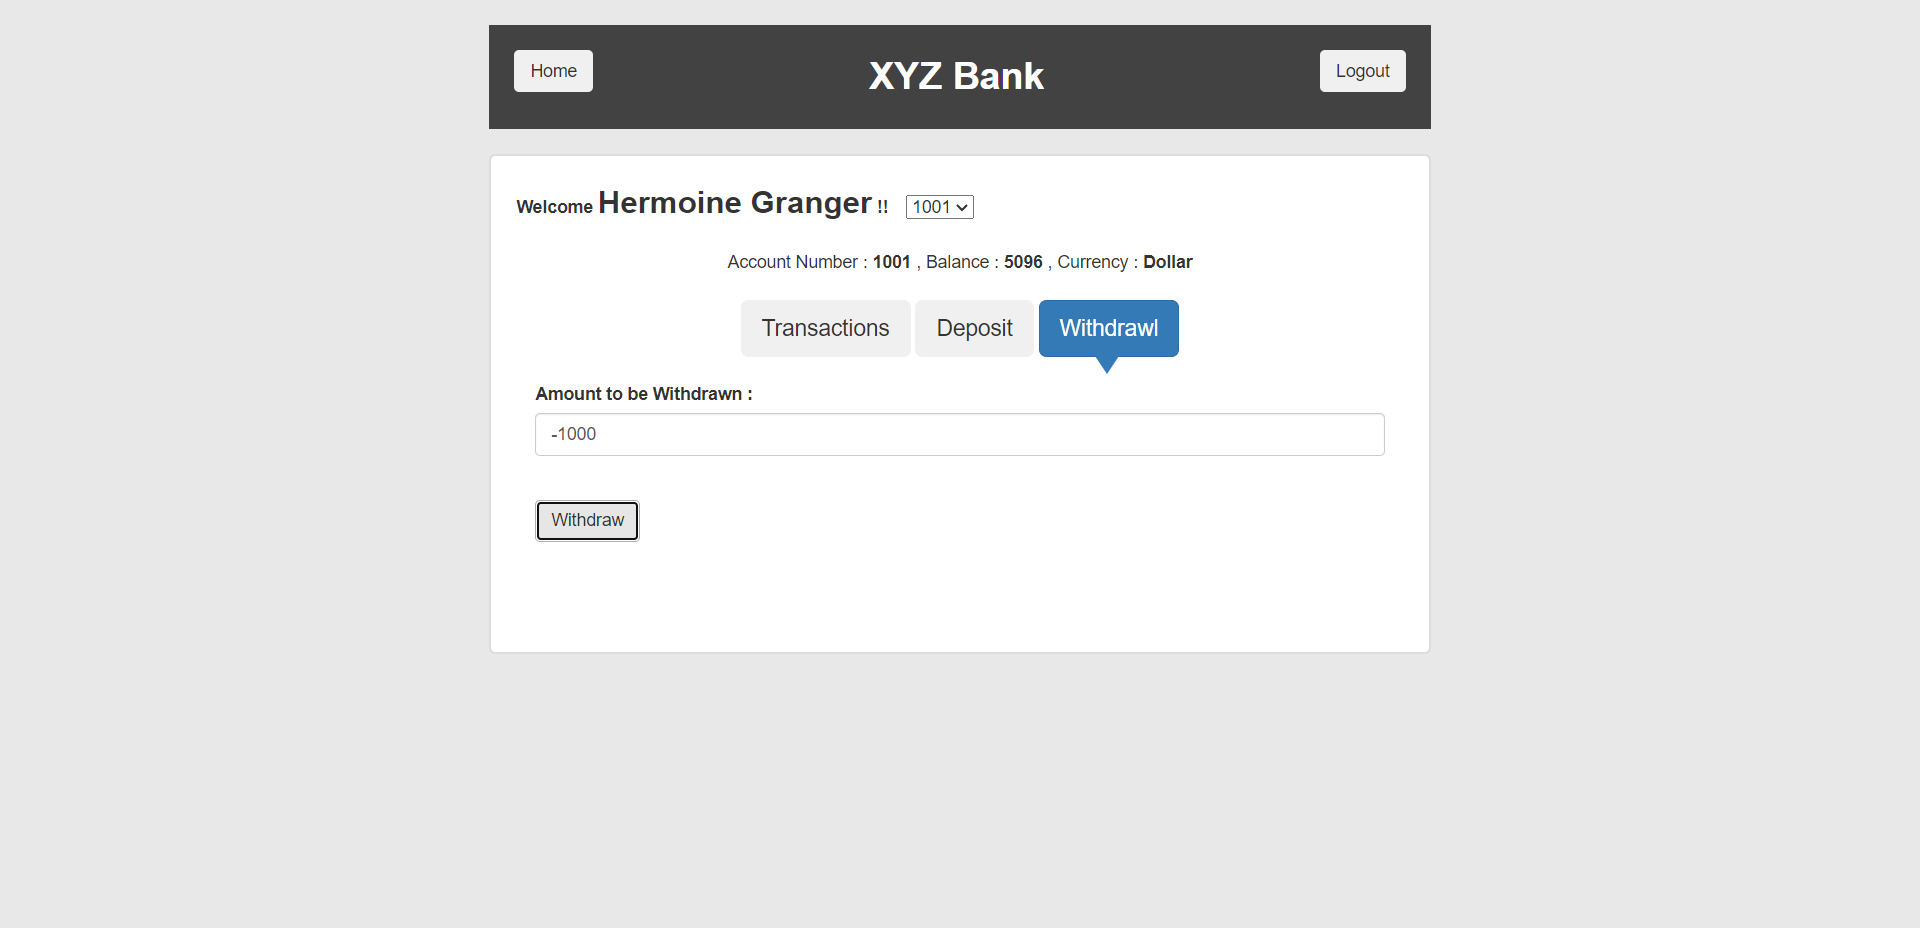 Home
XYZ Bank
Logout
Welcome Hermoine Granger !! 1001
Account Number : 1001 , Balance : 5096 , Currency : Dollar
Transactions
Deposit
Withdrawl
Amount to be Withdrawn :
-1000
Withdraw